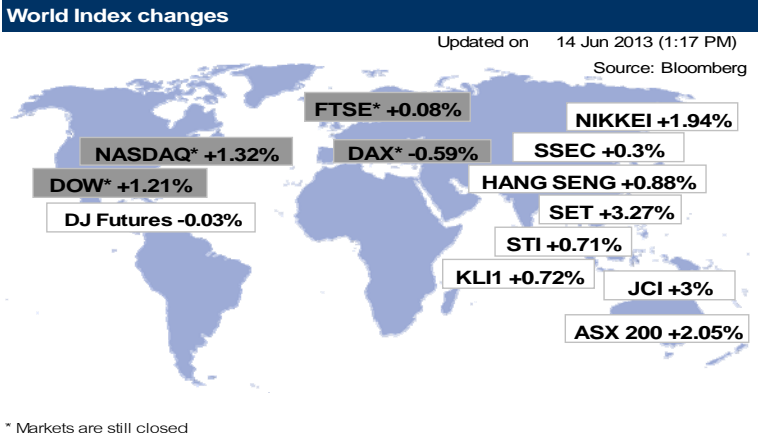 World Index changes
Updated on 14 Jun 2013 (1:17 PM)
Source: Bloomberg
FTSE* +0.08%
NIKKEI +1.94%
NASDAQ* +1.32%
DAX* -0.59%
SSEC +0.3%
DOW* +1.21%
HANG SENG +0.88%
DJ Futures -0.03%
SET +3.27%
STI +0.71%
KLI1 +0.72%
JCI +3%
ASX 200 +2.05%
* Markets are still closed